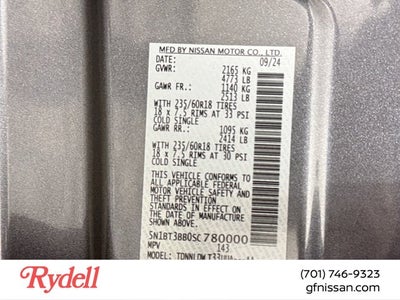 MFD BY NISSAN MOTOR CO., LTD.
DATE: 09/24
GVWR: 2165 KG
4773 LB
GAWR FR.: 1140 KG
2513 LB
WITH 235/60R18 TIRES
18 x 7.5 RIMS AT 33 PSI
COLD SINGLE
GAWR RR.: 1095 KG
2414 LB
WITH 235/60R18 TIRES
18 x 7.5 RIMS AT 30 PSI
COLD SINGLE
THIS VEHICLE CONFORMS TO
ALL APPLICABLE FEDERAL
MOTOR VEHICLE SAFETY
AND THEFT PREVENTION
STANDARDS IN EFFECT ON
THE DATE OF MANUFACTURE
SHOWN ABOVE.
5N1BT3BB0SC780000
MPV 143
MODEL:
Rydell
(701) 746-9323
gfnissan.com